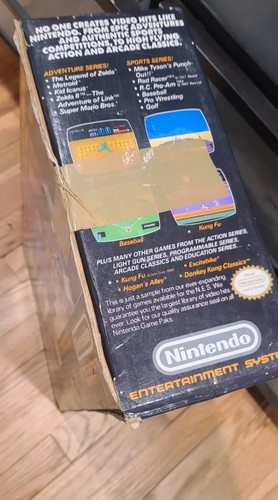 NO ONE CREATES VIDEO HITS LIKE
NINTENDO, FROM EPIC ADVENTURES
AND AUTHENTIC SPORTS
COMPETITIONS, TO HIGH-FLYING
ACTION AND ARCADE CLASSICS.
ADVENTURE SERIES:
• The Legend of Zelda
• Metroid
• Kid Icarus
• Zelda II—The
Adventure of Link
• Super Mario Bros.
SPORTS SERIES:
• Mike Tyson's Punch-
Out!!
• Rad Racer
• R.C. Pro-Am
• Baseball
• Pro Wrestling
• Golf
Baseball
Kung Fu
PLUS MANY OTHER GAMES FROM THE ACTION SERIES,
LIGHT GUN SERIES, PROGRAMMABLE SERIES,
ARCADE CLASSICS AND EDUCATION SERIES.
• Kung Fu
• Excitebike
• Hogan's Alley
• Donkey Kong Classics
This is just a sample from our ever-expanding
library of games available for the N.E.S. We
guarantee you the largest library of video hits
ever. Look for our quality assurance seal on all
Nintendo Game Paks.
Nintendo
ENTERTAINMENT SYSTE